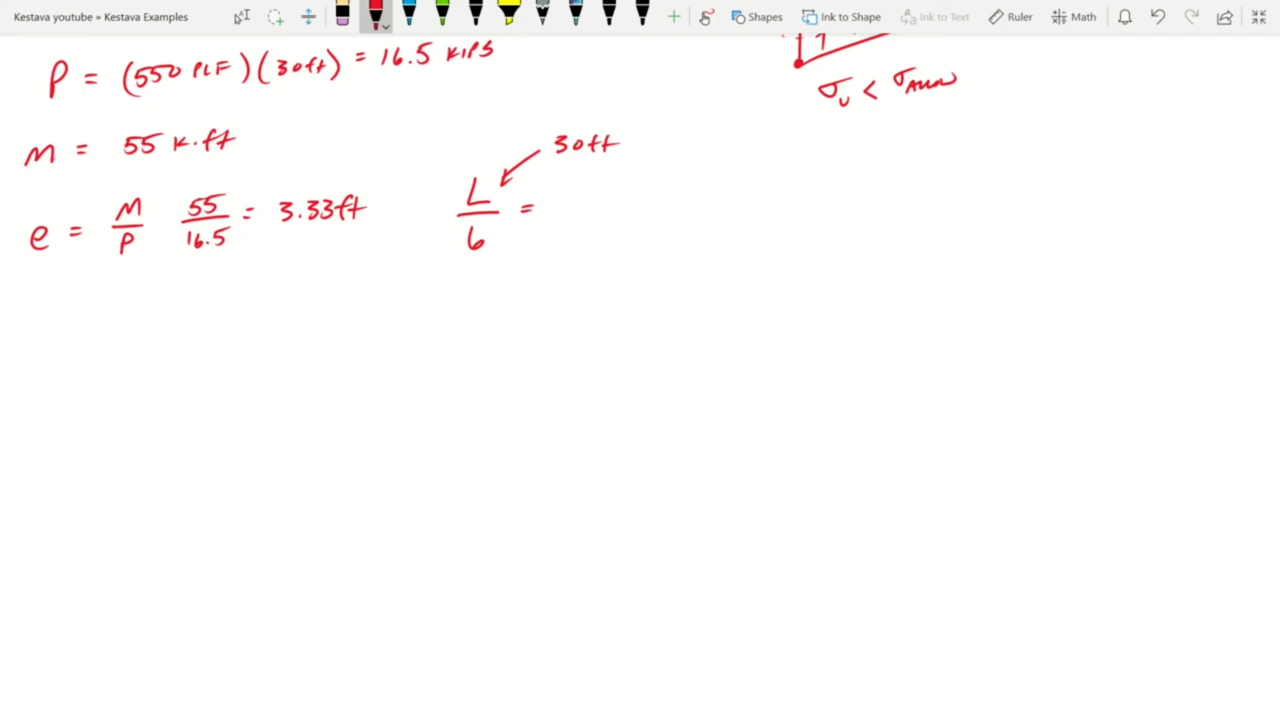 Kestava youtube » Kestava Examples
Shapes Ink to Shape Ink to Text Ruler Math
P = (550 PLF)(30ft) = 16.5 KIPS
σu < σAllow
M = 55 K·ft
30ft
e = M/P 55/16.5 = 3.33ft
L/6 =